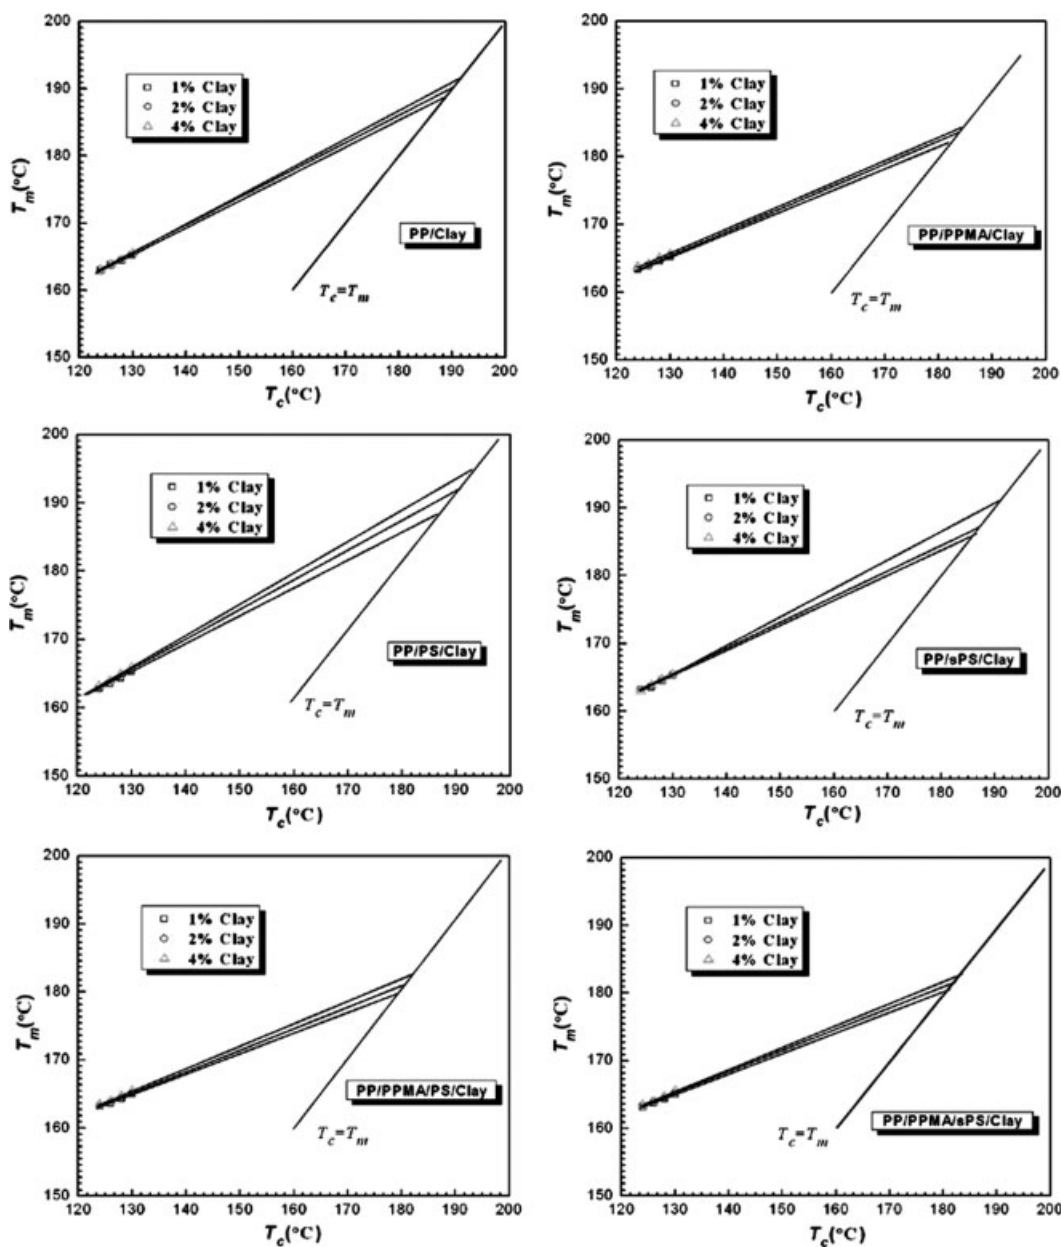 200
190
180
170
160
150
Tm(°C)
1% Clay
2% Clay
4% Clay
PP/Clay
Tc=Tm
120 130 140 150 160 170 180 190 200
Tc(°C)
200
190
180
170
160
150
Tm(°C)
1% Clay
2% Clay
4% Clay
PP/PPMA/Clay
Tc=Tm
120 130 140 150 160 170 180 190 200
Tc(°C)
200
190
180
170
160
150
Tm(°C)
1% Clay
2% Clay
4% Clay
PP/PS/Clay
Tc=Tm
120 130 140 150 160 170 180 190 200
Tc(°C)
200
190
180
170
160
150
Tm(°C)
1% Clay
2% Clay
4% Clay
PP/sPS/Clay
Tc=Tm
120 130 140 150 160 170 180 190 200
Tc(°C)
200
190
180
170
160
150
Tm(°C)
1% Clay
2% Clay
4% Clay
PP/PPMA/PS/Clay
Tc=Tm
120 130 140 150 160 170 180 190 200
Tc(°C)
200
190
180
170
160
150
Tm(°C)
1% Clay
2% Clay
4% Clay
PP/PPMA/sPS/Clay
Tc=Tm
120 130 140 150 160 170 180 190 200
Tc(°C)